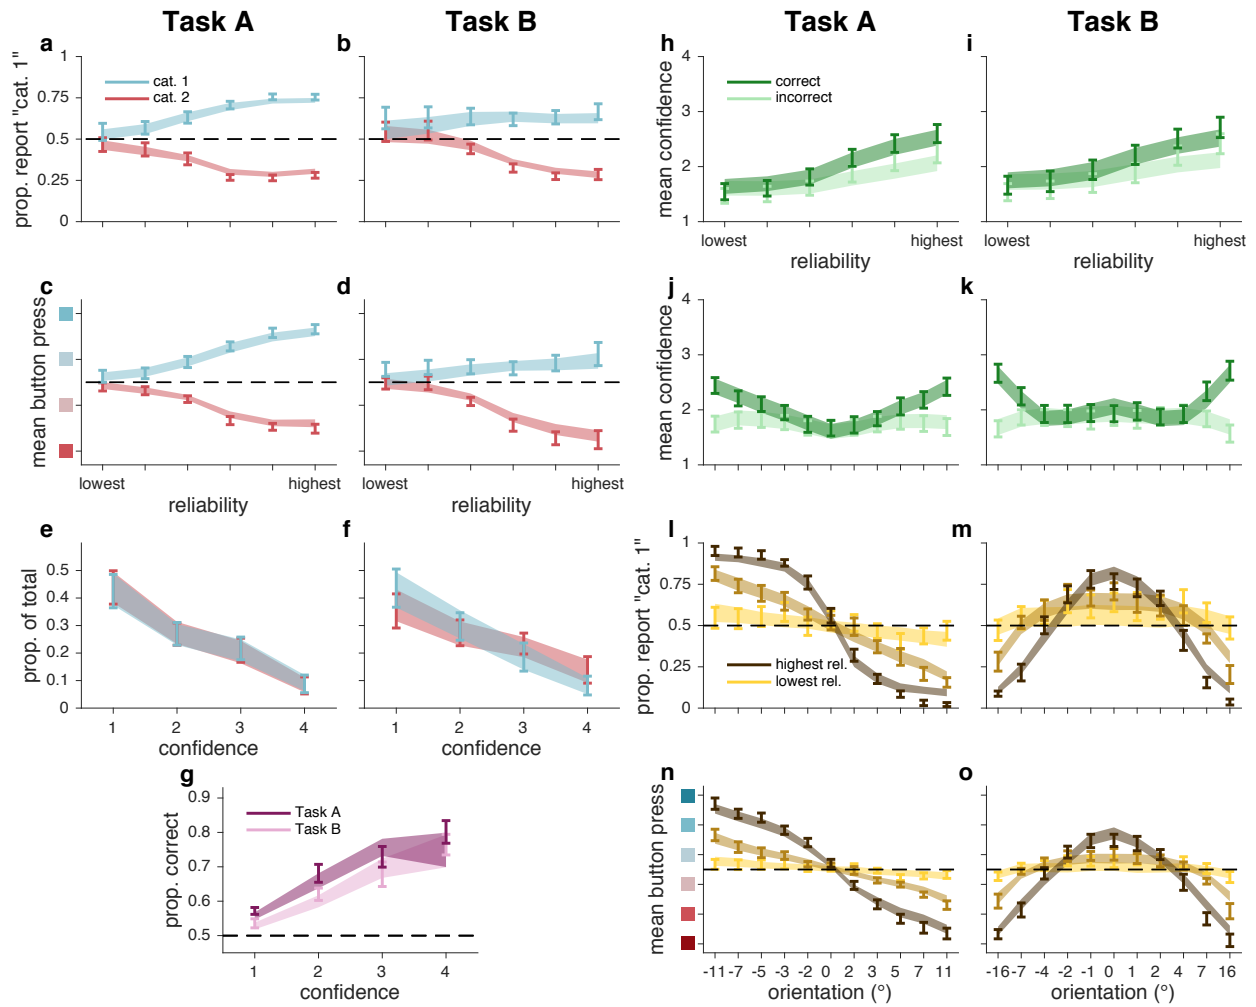 Task A
Task B
Task A
Task B
a
b
h
i
prop. report "cat. 1"
1
0.75
0.5
0.25
0
cat. 1
cat. 2
mean confidence
4
3
2
1
correct
incorrect
lowest
highest
reliability
lowest
highest
c
d
j
k
mean button press
lowest
highest
reliability
lowest
highest
mean confidence
4
3
2
1
e
f
l
m
prop. of total
0.5
0.4
0.3
0.2
0.1
0
1
2
3
4
confidence
1
2
3
4
confidence
prop. report "cat. 1"
1
0.75
0.5
0.25
0
highest rel.
lowest rel.
g
n
o
prop. correct
0.9
0.8
0.7
0.6
0.5
Task A
Task B
1
2
3
4
confidence
mean button press
-11 -7 -5 -3 -2 0 2 3 5 7 11
orientation (°)
-16 -7 -4 -2 -1 0 1 2 4 7 16
orientation (°)